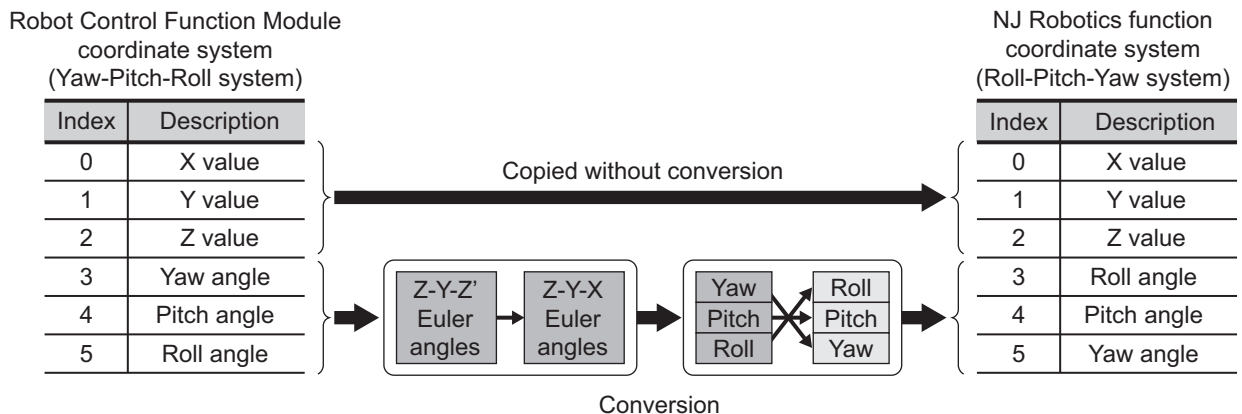 Robot Control Function Module
coordinate system
(Yaw-Pitch-Roll system)
Index Description
0 X value
1 Y value
2 Z value
3 Yaw angle
4 Pitch angle
5 Roll angle
Copied without conversion
Z-Y-Z’
Euler
angles
Z-Y-X
Euler
angles
Yaw
Pitch
Roll
Roll
Pitch
Yaw
Conversion
NJ Robotics function
coordinate system
(Roll-Pitch-Yaw system)
Index Description
0 X value
1 Y value
2 Z value
3 Roll angle
4 Pitch angle
5 Yaw angle